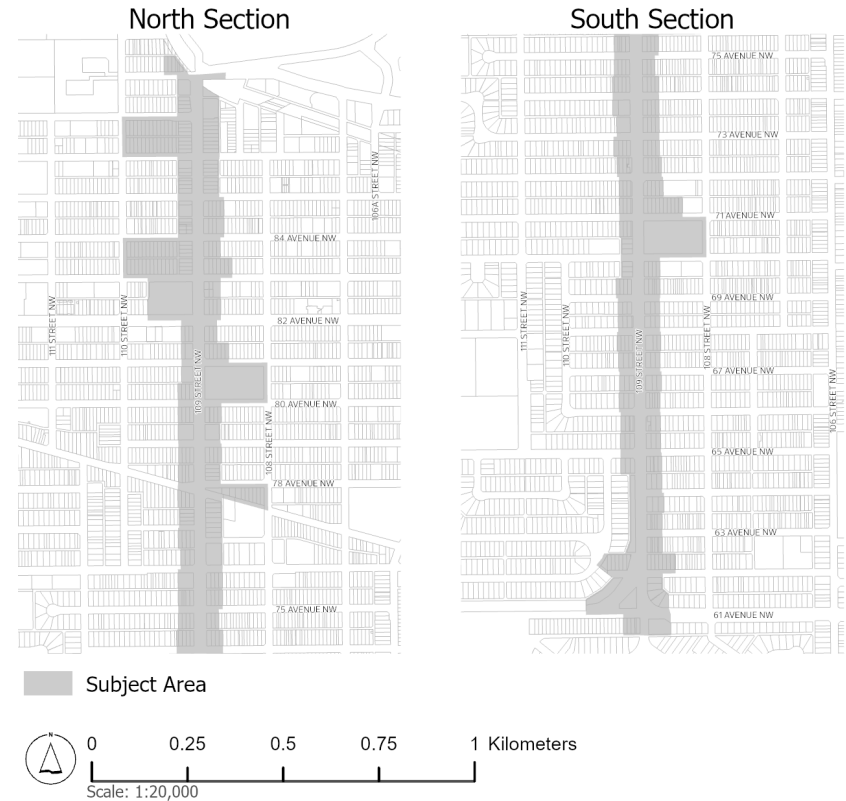 North Section
South Section
106A STREET NW
84 AVENUE NW
111 STREET NW
110 STREET NW
82 AVENUE NW
109 STREET NW
80 AVENUE NW
108 STREET NW
78 AVENUE NW
75 AVENUE NW
75 AVENUE NW
73 AVENUE NW
71 AVENUE NW
69 AVENUE NW
111 STREET NW
110 STREET NW
109 STREET NW
108 STREET NW
67 AVENUE NW
106 STREET NW
65 AVENUE NW
63 AVENUE NW
61 AVENUE NW
Subject Area
N
0 0.25 0.5 0.75 1 Kilometers
Scale: 1:20,000